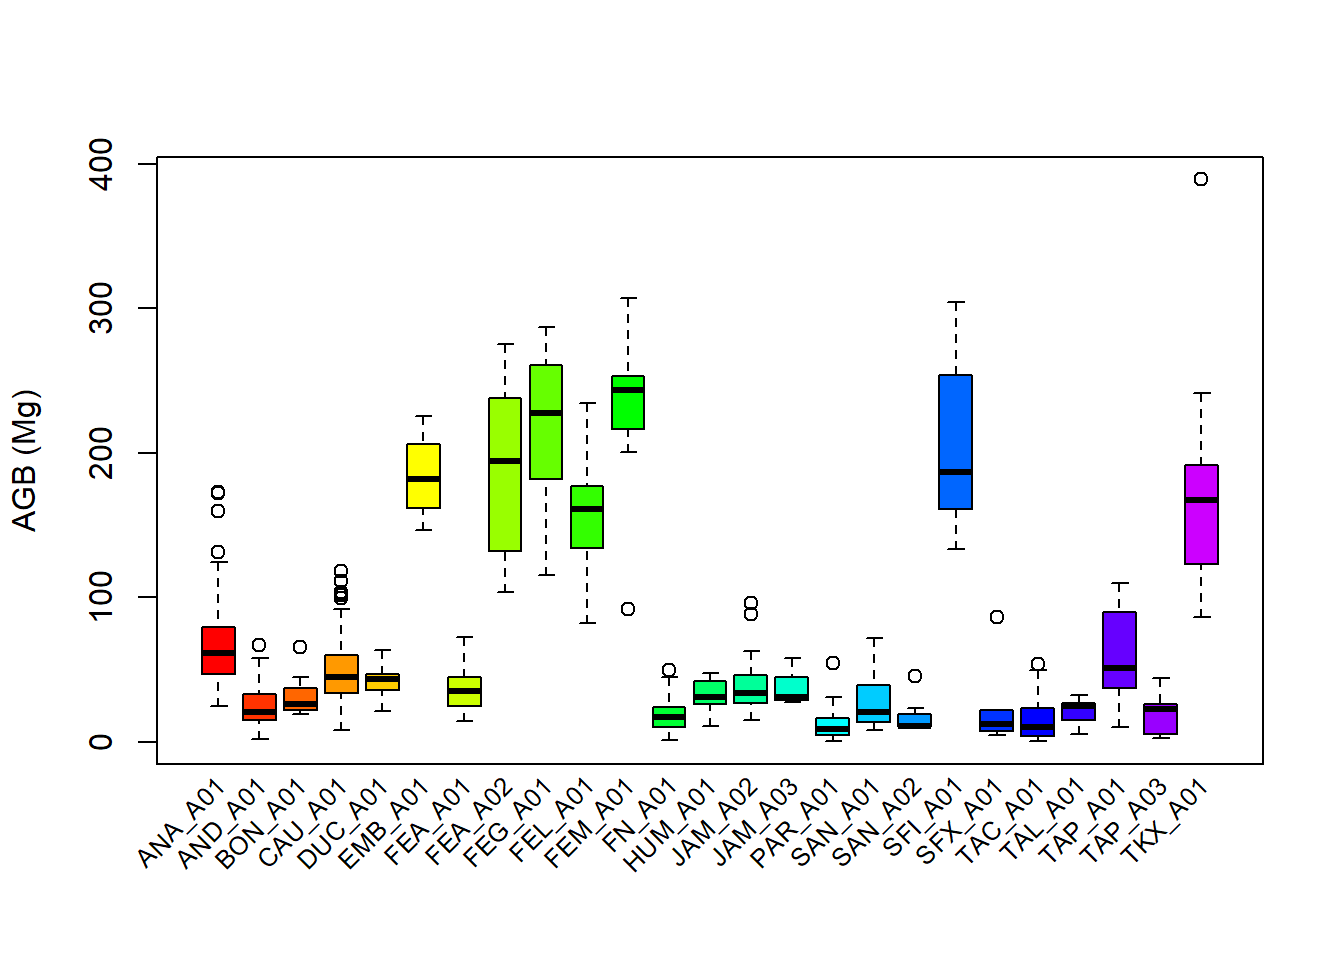 400
300
200
100
0
AGB (Mg)
ANA_A01
AND_A01
BON_A01
CAU_A01
DUC_A01
EMB_A01
FEA_A01
FEA_A02
FEG_A01
FEL_A01
FEM_A01
FN_A01
HUM_A01
JAM_A02
JAM_A03
PAR_A01
SAN_A01
SAN_A02
SFI_A01
SFX_A01
TAC_A01
TAL_A01
TAP_A01
TAP_A03
TKX_A01